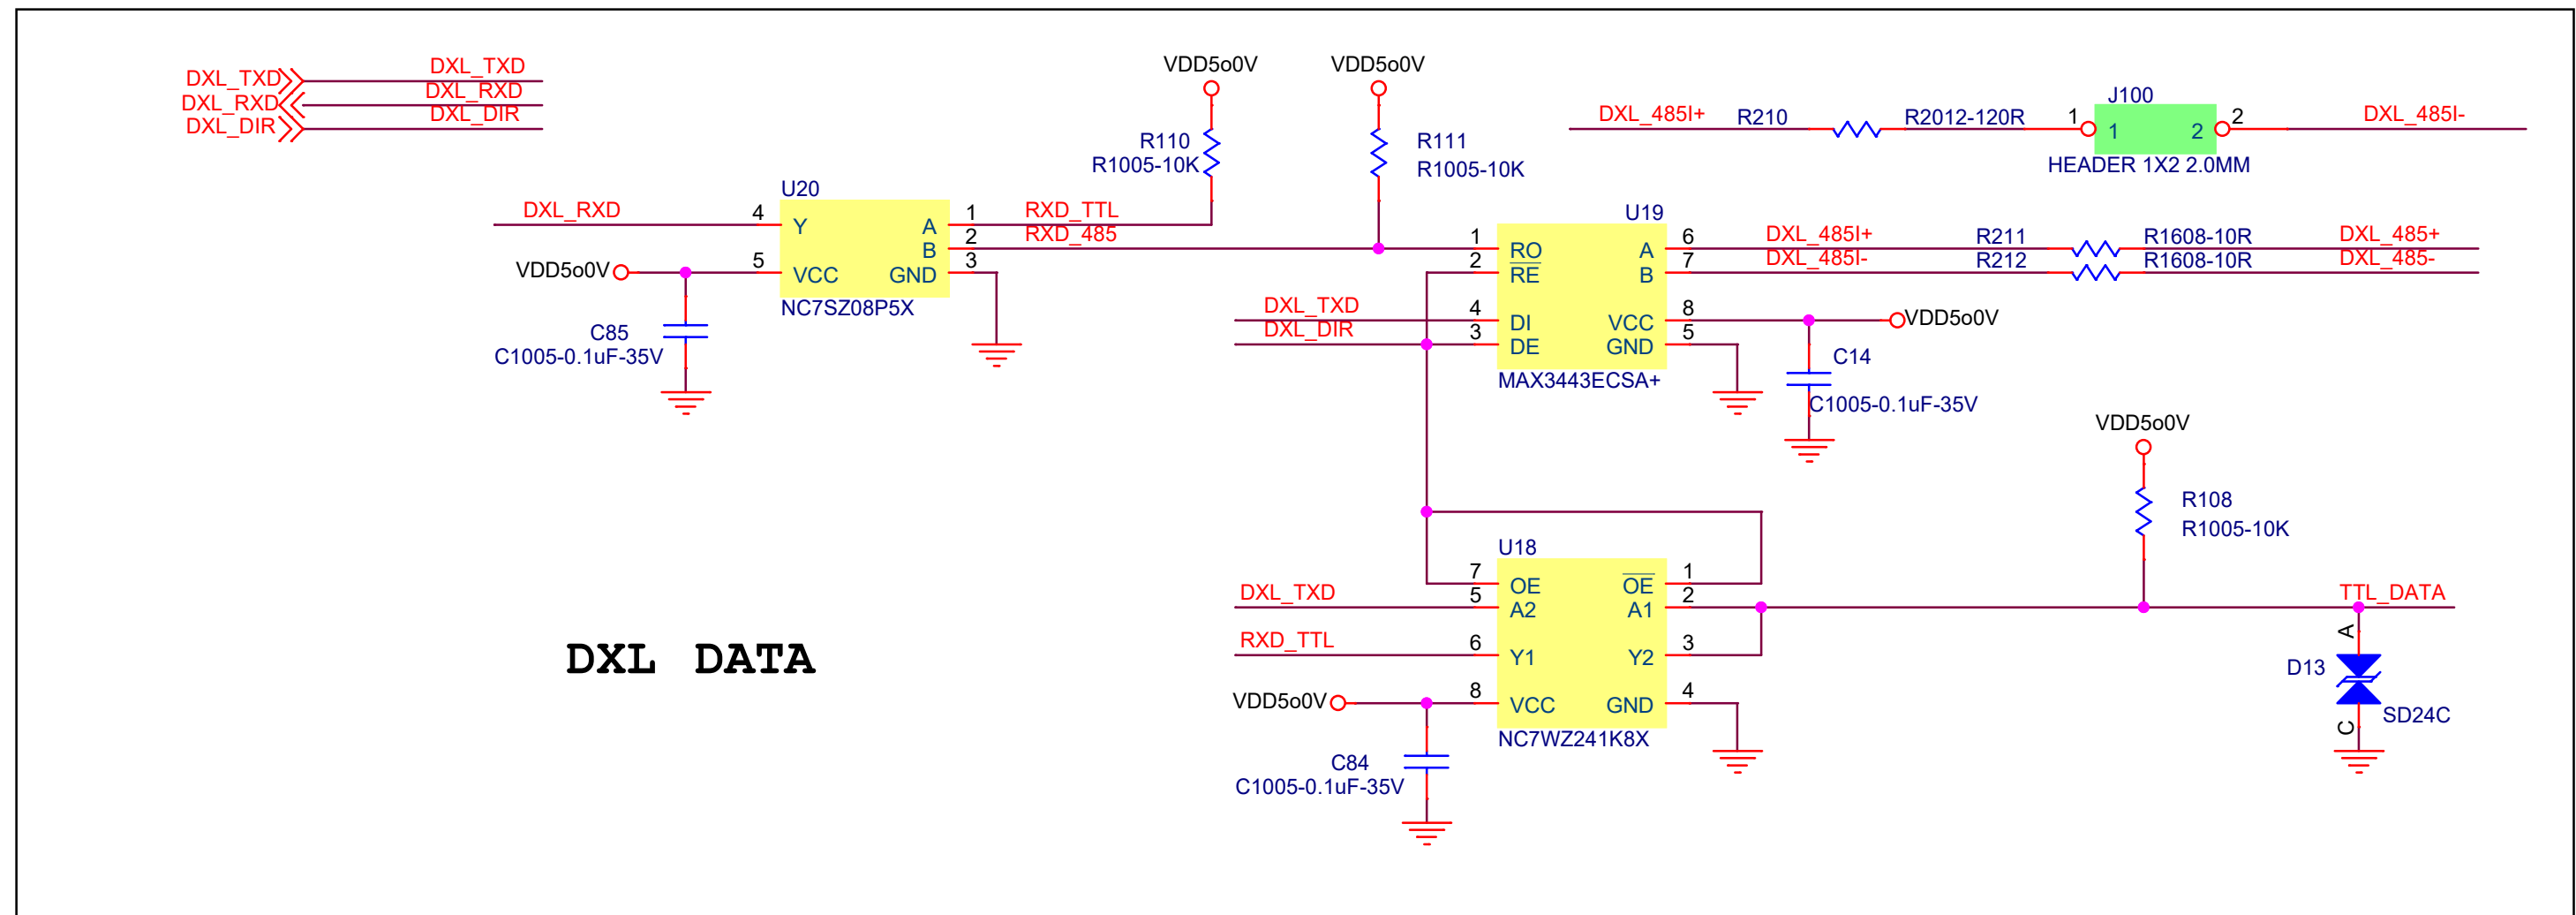 DXL_TXD DXL_TXD
DXL_RXD DXL_RXD
DXL_DIR DXL_DIR
VDD5o0V
R110
R1005-10K
VDD5o0V
R111
R1005-10K
DXL_485I+ R210 R2012-120R 1 J100 1 2 2 DXL_485I-
HEADER 1X2 2.0MM
U20
DXL_RXD 4 Y A 1 RXD_TTL
B 2 RXD_485
VDD5o0V 5 VCC GND 3
NC7SZ08P5X
C85
C1005-0.1uF-35V
U19
1 RO A 6 DXL_485I+ R211 R1608-10R DXL_485+
2 RE B 7 DXL_485I- R212 R1608-10R DXL_485-
DXL_TXD 4 DI VCC 8 VDD5o0V
DXL_DIR 3 DE GND 5
MAX3443ECSA+
C14
C1005-0.1uF-35V
VDD5o0V
R108
R1005-10K
U18
7 OE OE 1
DXL_TXD 5 A2 A1 2 TTL_DATA
RXD_TTL 6 Y1 Y2 3
VDD5o0V 8 VCC GND 4
NC7WZ241K8X
C84
C1005-0.1uF-35V
A
D13
SD24C
C
DXL DATA